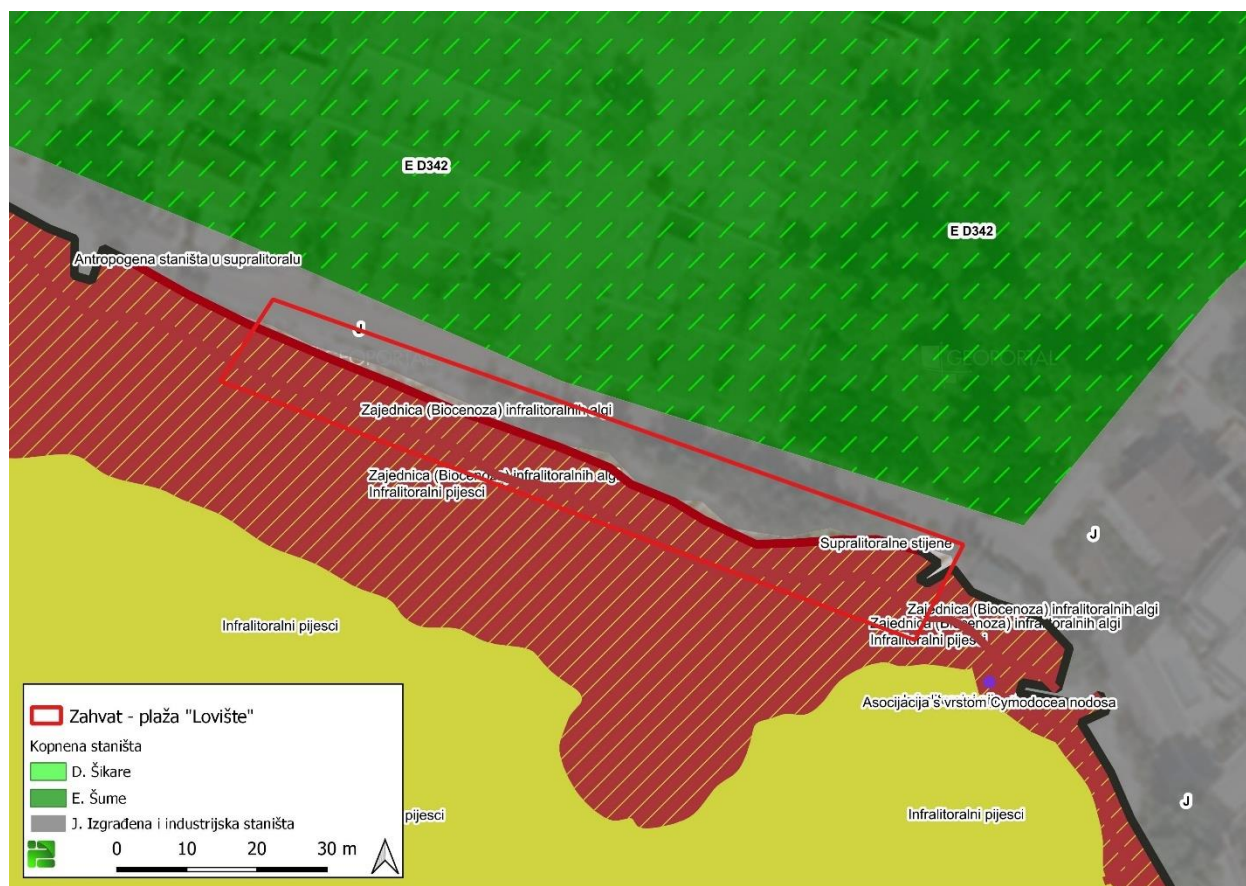 E D342
E D342
Antropogena staništa u supralitoralu
J
GEOPORTAL
Zajednica (Biocenoza) infralitoralnih algi
Zajednica (Biocenoza) infralitoralnih algi
Infralitoralni pijesci
Supralitoralne stijene
J
Zajednica (Biocenoza) infralitoralnih algi
Zajednica (Biocenoza) infralitoralnih algi
Infralitoralni pijesci
Infralitoralni pijesci
Asocijacija s vrstom Cymodocea nodosa
J
Infralitoralni pijesci
pijesci
Zahvat - plaža "Lovište"
Kopnena staništa
D. Šikare
E. Šume
J. Izgrađena i industrijska staništa
0 10 20 30 m